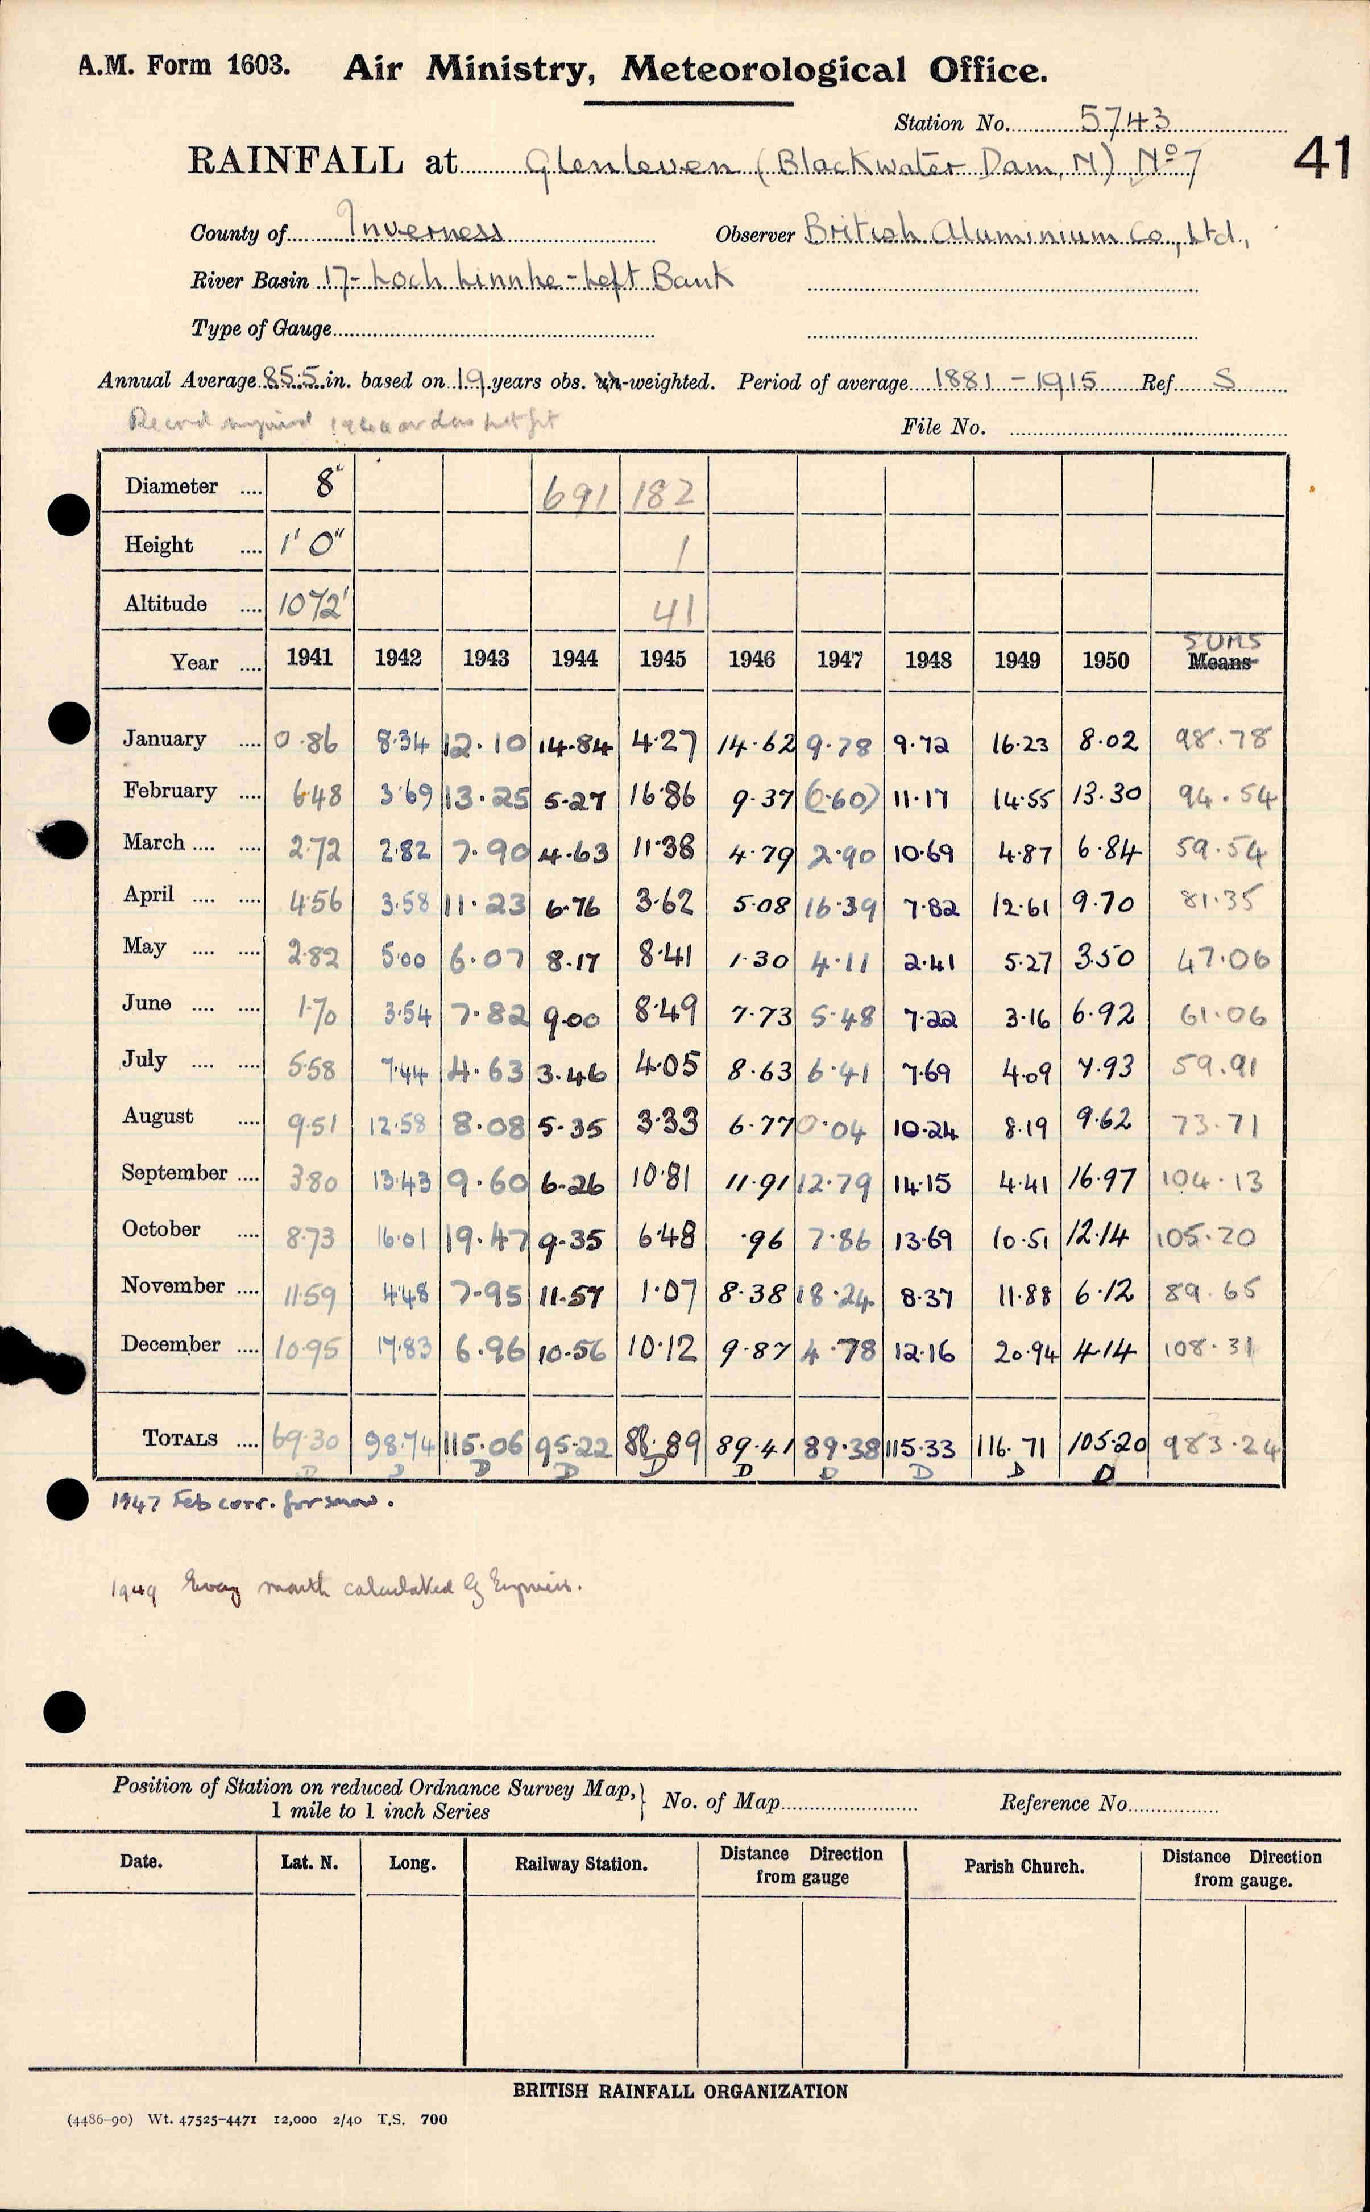 A.M. Form 1603. Air Ministry, Meteorological Office.
Station No. 5743
RAINFALL at Glenleven (Blackwater Dam, N) No 7 41
County of Inverness Observer British Aluminium Co., Ltd.,
River Basin 17 - Loch Linnhe - Left Bank
Type of Gauge
Annual Average 85.5 in. based on 19 years obs. un-weighted. Period of average 1881 - 1915 Ref S
Record
File No.
Diameter .... 8" 691 182
Height .... 1' 0" 1
Altitude .... 1072' 41
SUMS
Year .... 1941 1942 1943 1944 1945 1946 1947 1948 1949 1950 Means
January .... 0.86 8.34 12.10 14.84 4.27 14.62 9.78 9.72 16.23 8.02 98.78
February .... 6.48 3.69 13.25 5.27 16.86 9.37 (0.60) 11.17 14.55 13.30 94.54
March .... .... 2.72 2.82 7.90 4.63 11.38 4.79 2.90 10.69 4.87 6.84 59.54
April .... .... 4.56 3.58 11.23 6.76 3.62 5.08 16.39 7.82 12.61 9.70 81.35
May .... .... 2.82 5.00 6.07 8.17 8.41 1.30 4.11 2.41 5.27 3.50 47.06
June .... .... 1.70 3.54 7.82 9.00 8.49 7.73 5.48 7.22 3.16 6.92 61.06
July .... .... 5.58 7.44 4.63 3.46 4.05 8.63 6.41 7.69 4.09 7.93 59.91
August .... 9.51 12.58 8.08 5.35 3.33 6.77 0.04 10.24 8.19 9.62 73.71
September .... 3.80 13.43 9.60 6.26 10.81 11.91 12.79 14.15 4.41 16.97 104.13
October .... 8.73 16.01 19.47 9.35 6.48 .96 7.86 13.69 10.51 12.14 105.20
November .... 11.59 4.48 7.95 11.57 1.07 8.38 18.24 8.37 11.88 6.12 89.65
December .... 10.95 17.83 6.96 10.56 10.12 9.87 4.78 12.16 20.94 4.14 108.31
TOTALS .... 69.30 98.74 115.06 95.22 88.89 89.41 89.38 115.33 116.71 105.20 983.24
D D D D D D D D D D
1947 Feb corr. for snow.
1949 Every month calculated by
Position of Station on reduced Ordnance Survey Map,} No. of Map Reference No.
1 mile to 1 inch Series
Date. Lat. N. Long. Railway Station. Distance Direction from gauge Parish Church. Distance Direction from gauge.
BRITISH RAINFALL ORGANIZATION
(4486-90) Wt. 47525-4471 12,000 2/40 T.S. 700